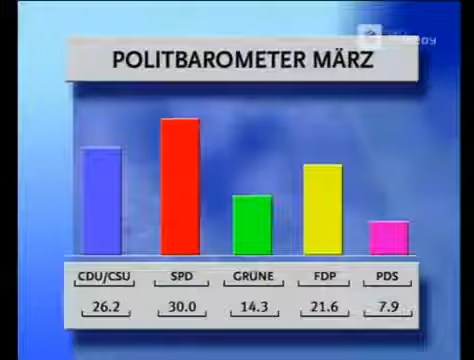 POLITBAROMETER MÄRZ
CDU/CSU SPD GRÜNE FDP PDS
26.2 30.0 14.3 21.6 7.9